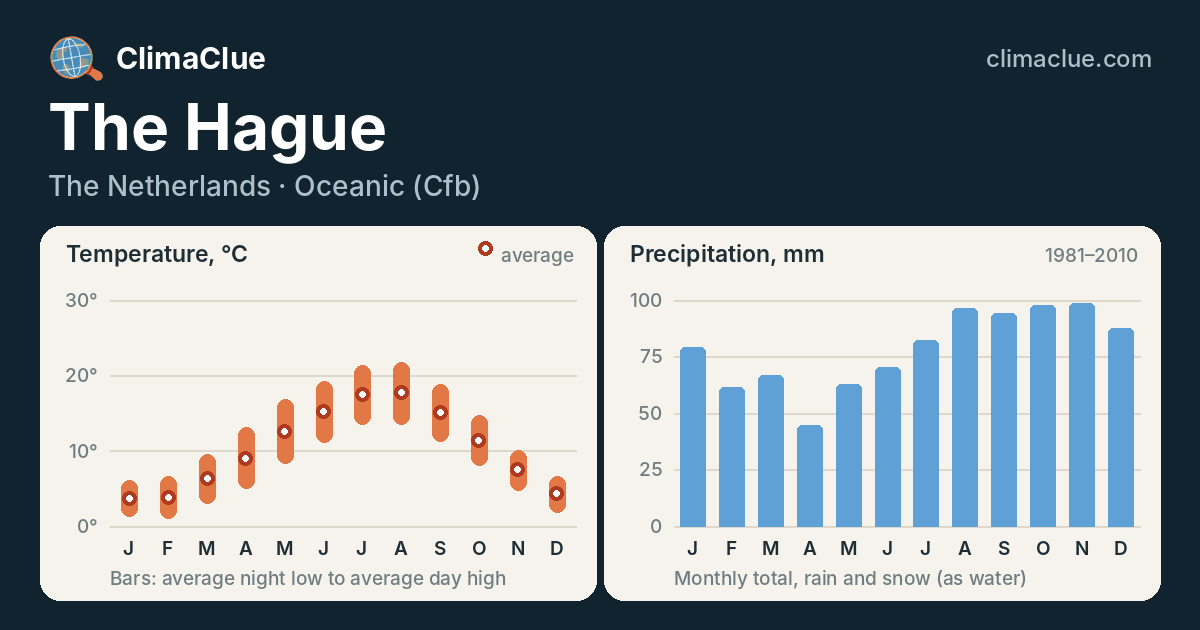 ClimaClue
climaclue.com
The Hague
The Netherlands · Oceanic (Cfb)
Temperature, °C
average
30°
20°
10°
0°
J F M A M J J A S O N D
Bars: average night low to average day high
Precipitation, mm
1981–2010
100
75
50
25
0
J F M A M J J A S O N D
Monthly total, rain and snow (as water)